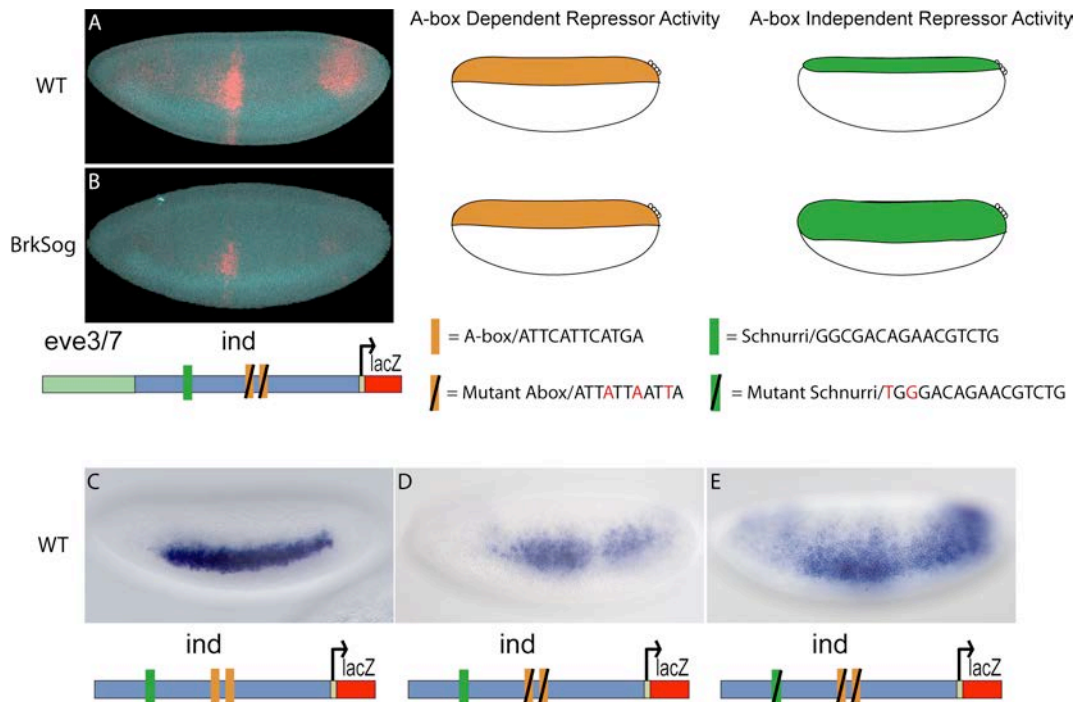 A-box Dependent Repressor Activity
A-box Independent Repressor Activity
A
WT
B
BrkSog
eve3/7
ind
lacZ
= A-box/ATTCATTCATGA
= Schnurri/GGCGACAGAACGTCTG
= Mutant Abox/ATTATTAATTA
= Mutant Schnurri/TGGGACAGAACGTCTG
C
D
E
WT
ind
lacZ
ind
lacZ
ind
lacZ